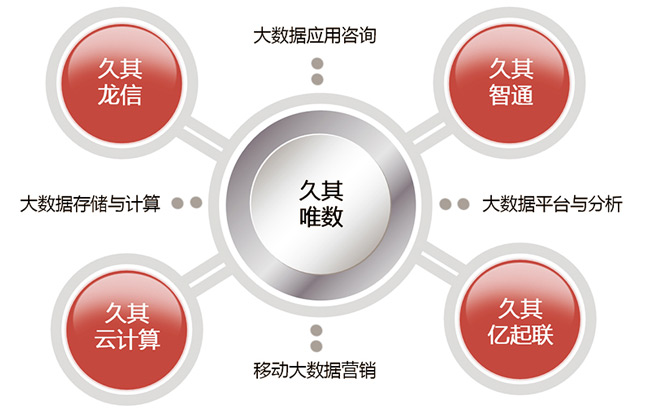 大数据应用咨询
久其
龙信
久其
智通
大数据存储与计算
久其
唯数
大数据平台与分析
久其
云计算
久其
亿起联
移动大数据营销